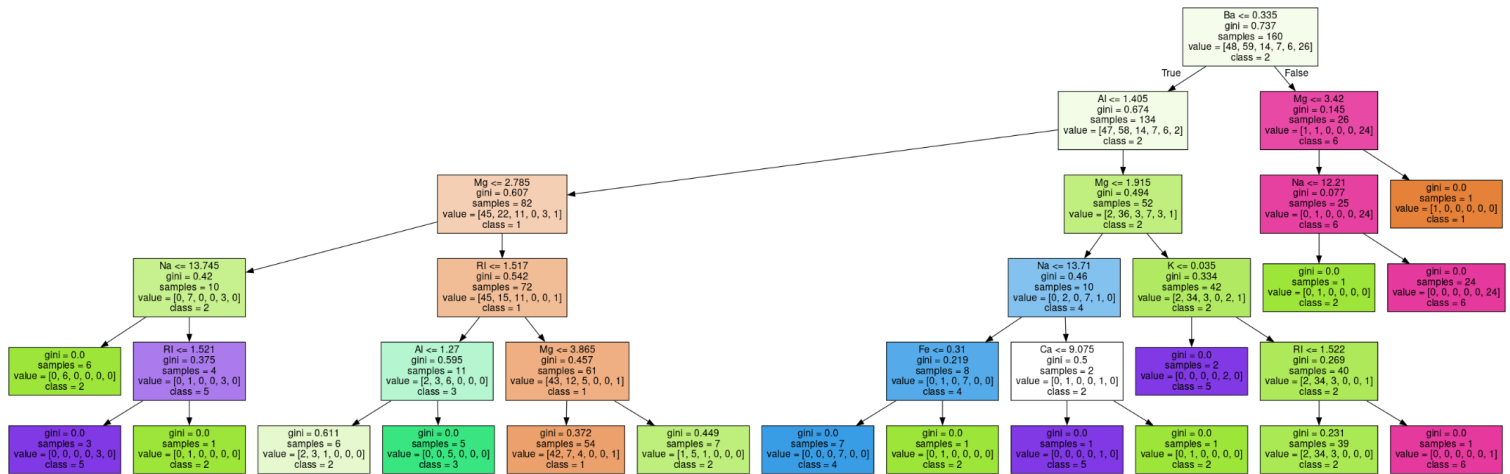 Ba <= 0.335
gini = 0.737
samples = 160
value = [48, 59, 14, 7, 6, 26]
class = 2
True
False
Al <= 1.405
gini = 0.674
samples = 134
value = [47, 58, 14, 7, 6, 2]
class = 2
Mg <= 3.42
gini = 0.145
samples = 26
value = [1, 1, 0, 0, 0, 24]
class = 6
Mg <= 2.785
gini = 0.607
samples = 82
value = [45, 22, 11, 0, 3, 1]
class = 1
Mg <= 1.915
gini = 0.494
samples = 52
value = [2, 36, 3, 7, 3, 1]
class = 2
Na <= 12.21
gini = 0.077
samples = 25
value = [0, 1, 0, 0, 0, 24]
class = 6
gini = 0.0
samples = 1
value = [1, 0, 0, 0, 0, 0]
class = 1
Na <= 13.745
gini = 0.42
samples = 10
value = [0, 7, 0, 0, 3, 0]
class = 2
RI <= 1.517
gini = 0.542
samples = 72
value = [45, 15, 11, 0, 0, 1]
class = 1
Na <= 13.71
gini = 0.46
samples = 10
value = [0, 2, 0, 7, 1, 0]
class = 4
K <= 0.035
gini = 0.334
samples = 42
value = [2, 34, 3, 0, 2, 1]
class = 2
gini = 0.0
samples = 1
value = [0, 1, 0, 0, 0, 0]
class = 2
gini = 0.0
samples = 24
value = [0, 0, 0, 0, 0, 24]
class = 6
gini = 0.0
samples = 6
value = [0, 6, 0, 0, 0, 0]
class = 2
RI <= 1.521
gini = 0.375
samples = 4
value = [0, 1, 0, 0, 3, 0]
class = 5
Al <= 1.27
gini = 0.595
samples = 11
value = [2, 3, 6, 0, 0, 0]
class = 3
Mg <= 3.865
gini = 0.457
samples = 61
value = [43, 12, 5, 0, 0, 1]
class = 1
Fe <= 0.31
gini = 0.219
samples = 8
value = [0, 1, 0, 7, 0, 0]
class = 4
Ca <= 9.075
gini = 0.5
samples = 2
value = [0, 1, 0, 0, 1, 0]
class = 2
gini = 0.0
samples = 2
value = [0, 0, 0, 0, 2, 0]
class = 5
RI <= 1.522
gini = 0.269
samples = 40
value = [2, 34, 3, 0, 0, 1]
class = 2
gini = 0.0
samples = 3
value = [0, 0, 0, 0, 3, 0]
class = 5
gini = 0.0
samples = 1
value = [0, 1, 0, 0, 0, 0]
class = 2
gini = 0.611
samples = 6
value = [2, 3, 1, 0, 0, 0]
class = 2
gini = 0.0
samples = 5
value = [0, 0, 5, 0, 0, 0]
class = 3
gini = 0.372
samples = 54
value = [42, 7, 4, 0, 0, 1]
class = 1
gini = 0.449
samples = 7
value = [1, 5, 1, 0, 0, 0]
class = 2
gini = 0.0
samples = 7
value = [0, 0, 0, 7, 0, 0]
class = 4
gini = 0.0
samples = 1
value = [0, 1, 0, 0, 0, 0]
class = 2
gini = 0.0
samples = 1
value = [0, 0, 0, 0, 1, 0]
class = 5
gini = 0.0
samples = 1
value = [0, 1, 0, 0, 0, 0]
class = 2
gini = 0.231
samples = 39
value = [2, 34, 3, 0, 0, 0]
class = 2
gini = 0.0
samples = 1
value = [0, 0, 0, 0, 0, 1]
class = 6